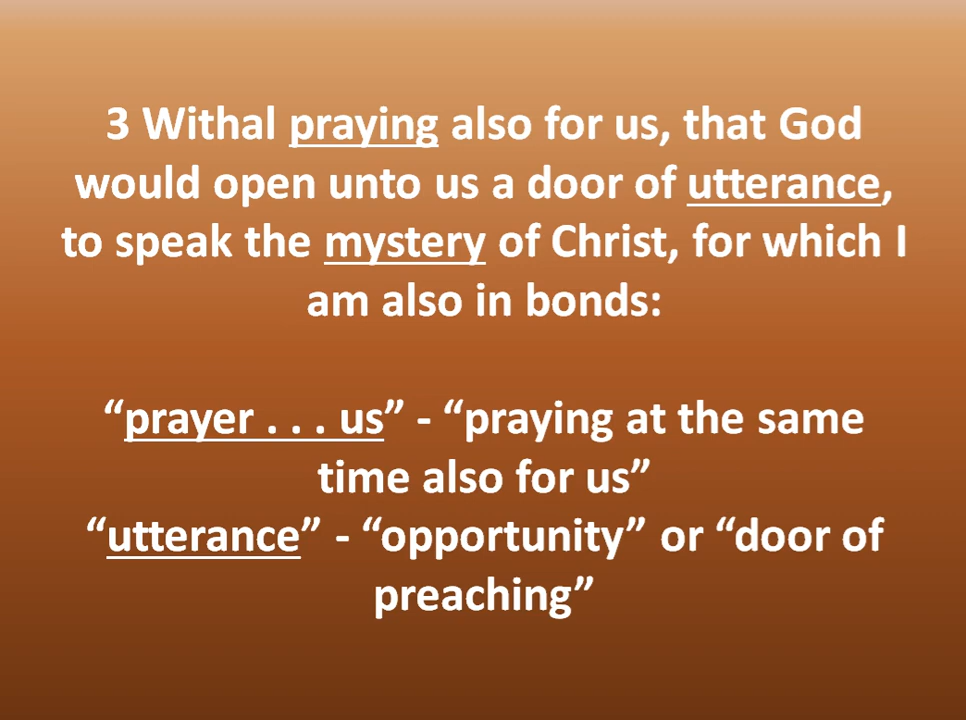 3 Withal praying also for us, that God
would open unto us a door of utterance,
to speak the mystery of Christ, for which I
am also in bonds:
“prayer . . . us” - “praying at the same
time also for us”
“utterance” - “opportunity” or “door of
preaching”